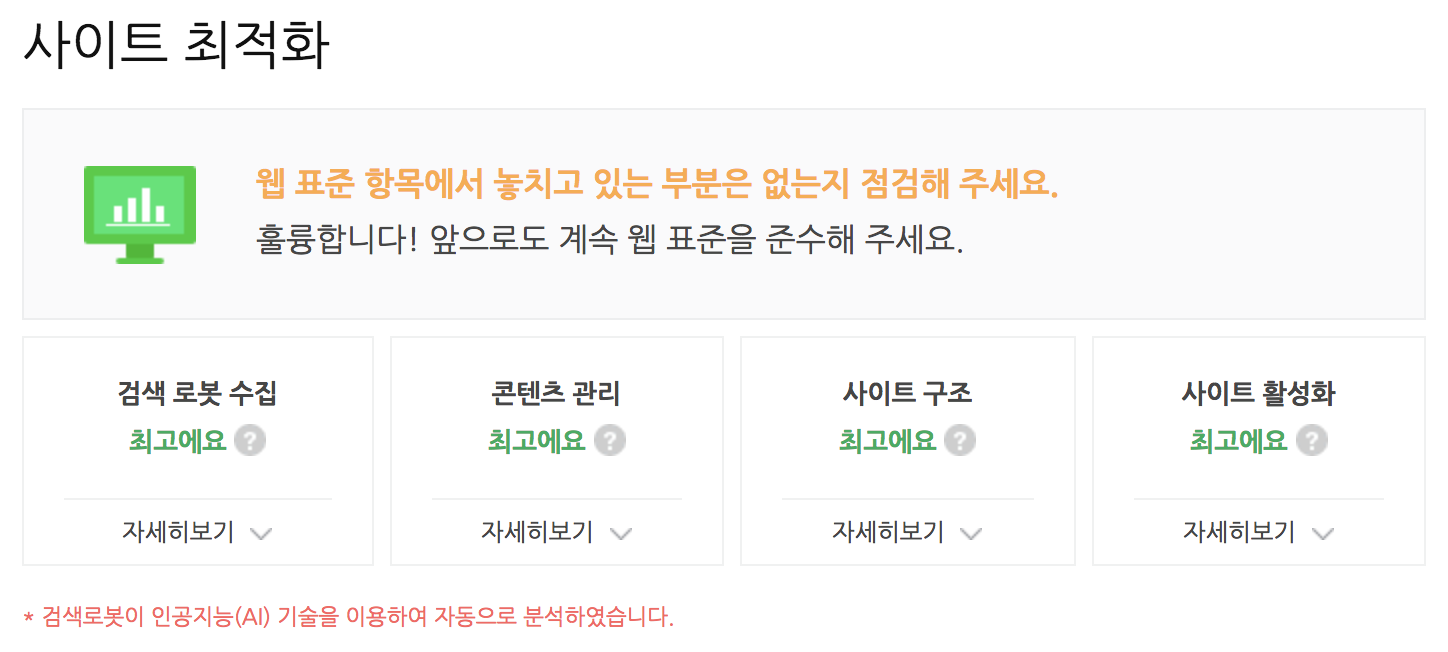 사이트 최적화
웹 표준 항목에서 놓치고 있는 부분은 없는지 점검해 주세요.
훌륭합니다! 앞으로도 계속 웹 표준을 준수해 주세요.
검색 로봇 수집
최고에요 ?
자세히보기
콘텐츠 관리
최고에요 ?
자세히보기
사이트 구조
최고에요 ?
자세히보기
사이트 활성화
최고에요 ?
자세히보기
* 검색로봇이 인공지능(AI) 기술을 이용하여 자동으로 분석하였습니다.